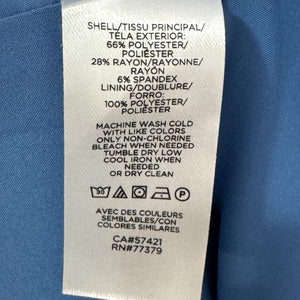 SHELL/TISSU PRINCIPAL/
TELA EXTERIOR:
66% POLYESTER/
POLIÉSTER
28% RAYON/RAYONNE/
RAYÓN
6% SPANDEX
LINING/DOUBLURE/
FORRO:
100% POLYESTER/
POLIÉSTER
MACHINE WASH COLD
WITH LIKE COLORS
ONLY NON-CHLORINE
BLEACH WHEN NEEDED
TUMBLE DRY LOW
COOL IRON WHEN
NEEDED
OR DRY CLEAN
30 P
AVEC DES COULEURS
SEMBLABLES/CON
COLORES SIMILARES
CA#57421
RN#77379